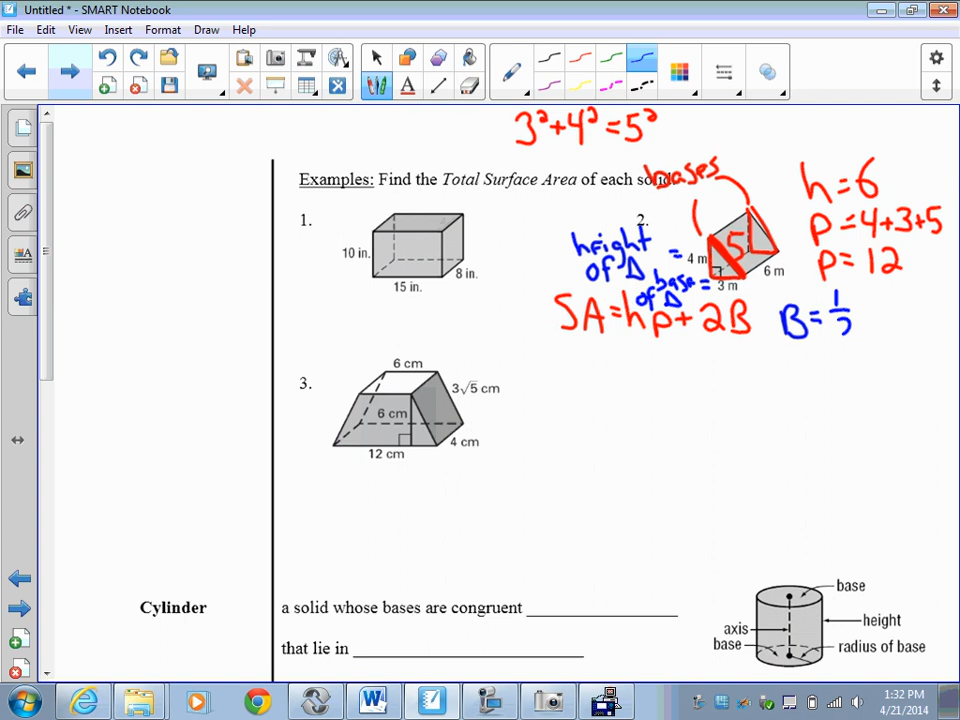 Untitled * - SMART Notebook
File Edit View Insert Format Draw Help
3² + 4² = 5²
Examples: Find the Total Surface Area of each solid.
bases
1.
10 in.
8 in.
15 in.
2.
height of Δ =
base of Δ =
4 m
5
6 m
3 m
h = 6
p = 4+3+5
p = 12
SA = hp + 2B
B = 1/2
3.
6 cm
3√5 cm
6 cm
4 cm
12 cm
Cylinder
a solid whose bases are congruent
that lie in
base
axis
height
base
radius of base
1:32 PM
4/21/2014